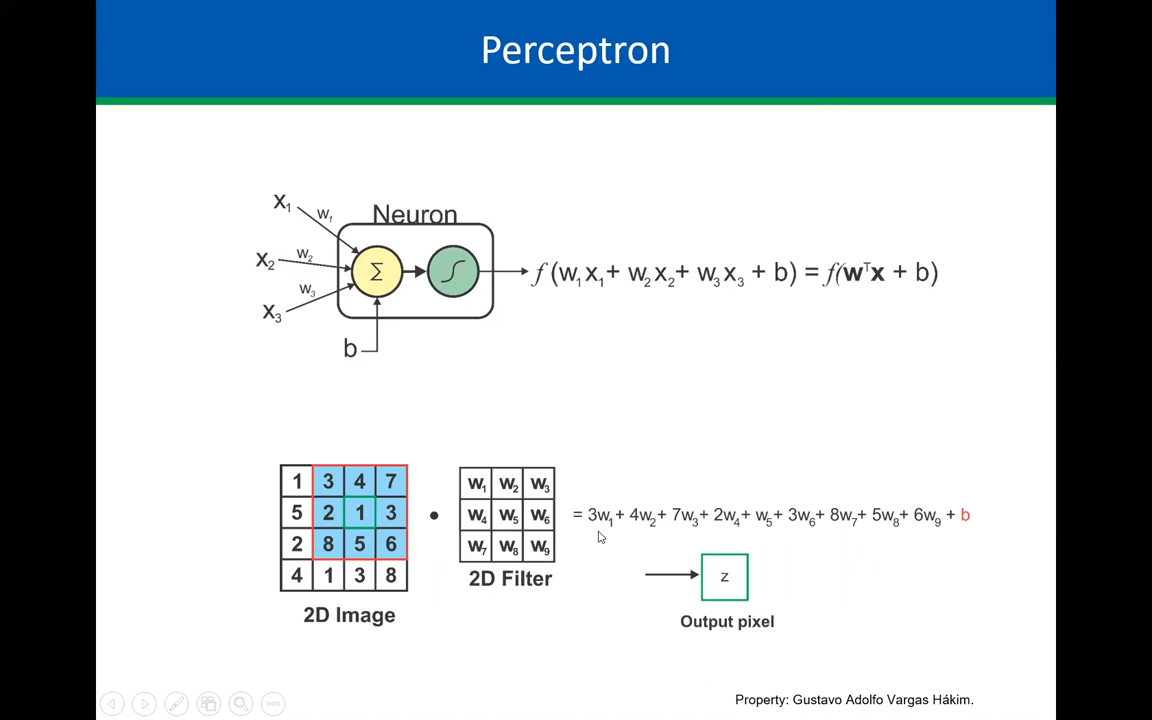 Perceptron
x₁
w₁
Neuron
x₂
w₂
Σ
f (w₁x₁+ w₂x₂+ w₃x₃ + b) = f(wᵀx + b)
w₃
x₃
b
1 3 4 7
5 2 1 3
2 8 5 6
4 1 3 8
2D Image
•
w₁ w₂ w₃
w₄ w₅ w₆
w₇ w₈ w₉
2D Filter
= 3w₁+ 4w₂+ 7w₃+ 2w₄+ w₅+ 3w₆+ 8w₇+ 5w₈+ 6w₉ + b
z
Output pixel
Property: Gustavo Adolfo Vargas Hákim.